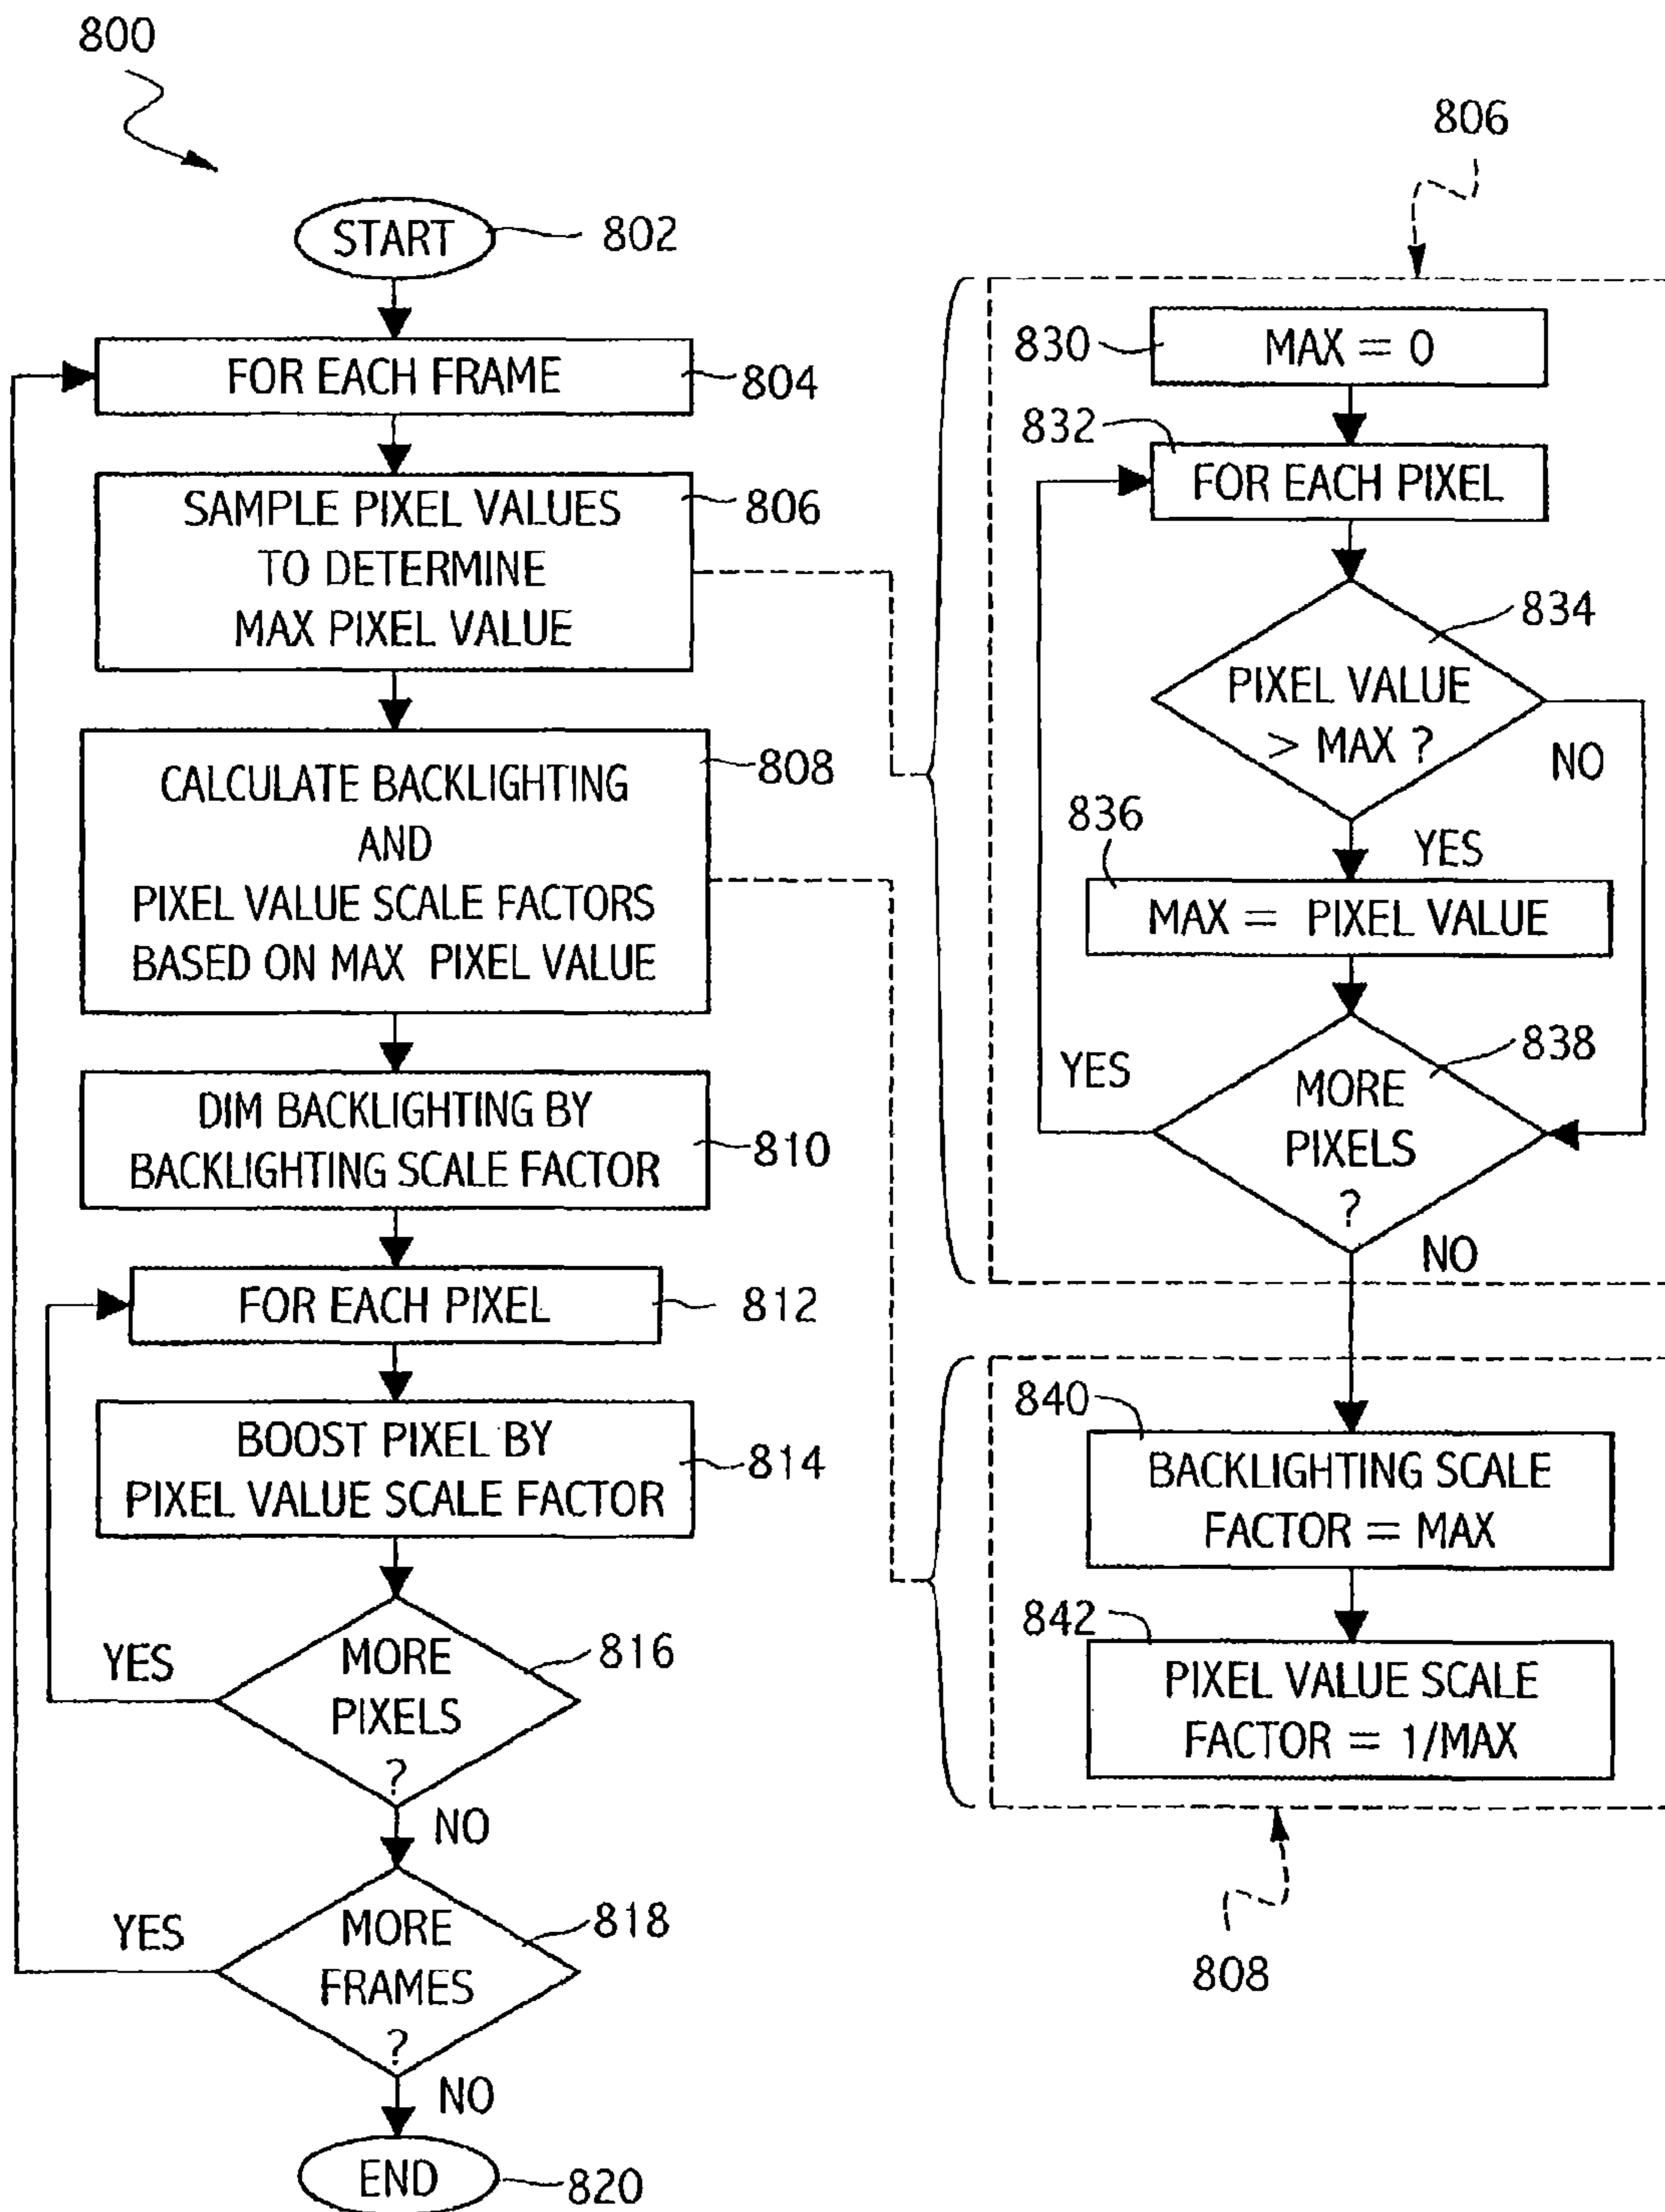 800
START
802
FOR EACH FRAME
804
SAMPLE PIXEL VALUES
TO DETERMINE
MAX PIXEL VALUE
806
CALCULATE BACKLIGHTING
AND
PIXEL VALUE SCALE FACTORS
BASED ON MAX PIXEL VALUE
808
DIM BACKLIGHTING BY
BACKLIGHTING SCALE FACTOR
810
FOR EACH PIXEL
812
BOOST PIXEL BY
PIXEL VALUE SCALE FACTOR
814
YES
MORE
PIXELS
?
816
NO
YES
MORE
FRAMES
?
818
NO
END
820
806
830
MAX = 0
832
FOR EACH PIXEL
834
PIXEL VALUE
> MAX ?
NO
836
YES
MAX = PIXEL VALUE
838
YES
MORE
PIXELS
?
NO
840
BACKLIGHTING SCALE
FACTOR = MAX
842
PIXEL VALUE SCALE
FACTOR = 1/MAX
808